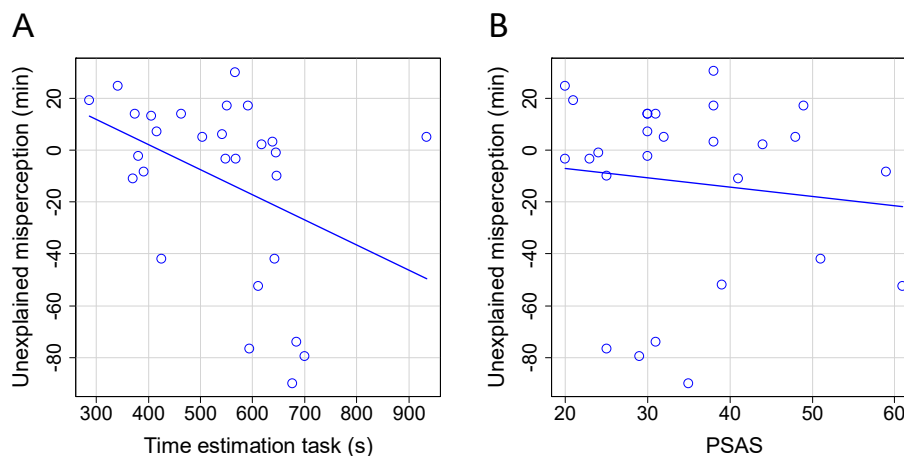 A
B
Unexplained misperception (min)
20
0
-20
-40
-60
-80
300 400 500 600 700 800 900
Time estimation task (s)
Unexplained misperception (min)
20
0
-20
-40
-60
-80
20 30 40 50 60
PSAS